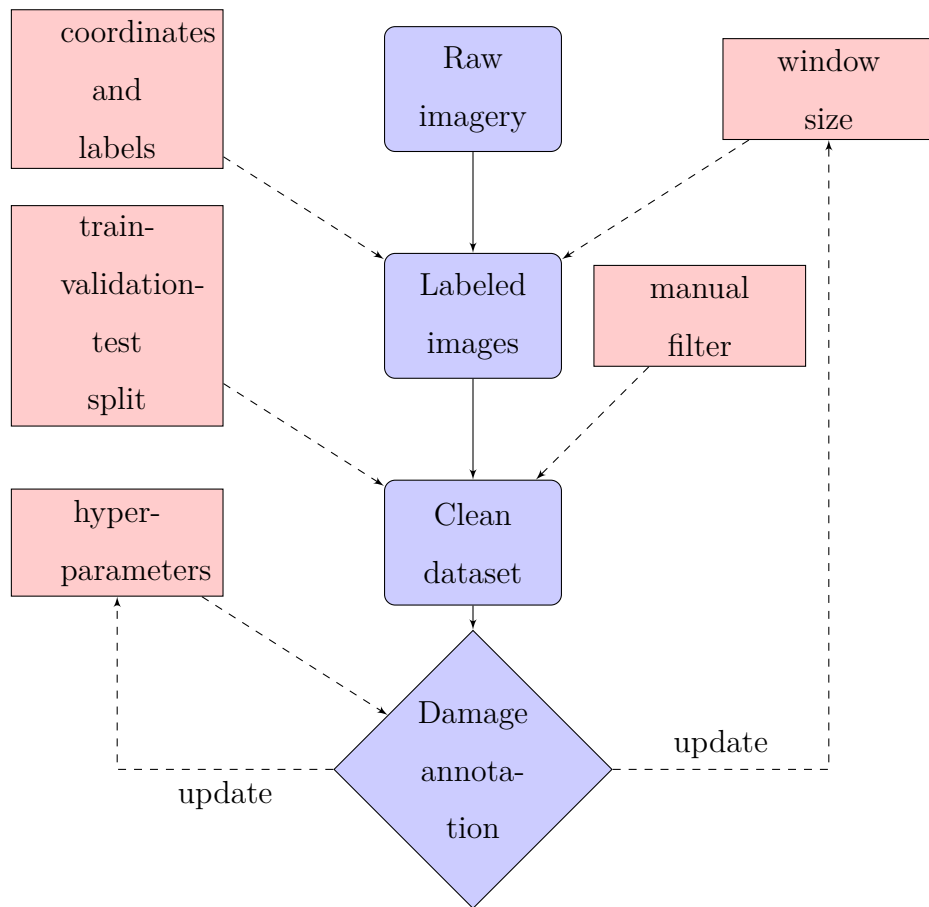 coordinates
and
labels
Raw
imagery
window
size
train-
validation-
test
split
Labeled
images
manual
filter
hyper-
parameters
Clean
dataset
Damage
annota-
tion
update
update